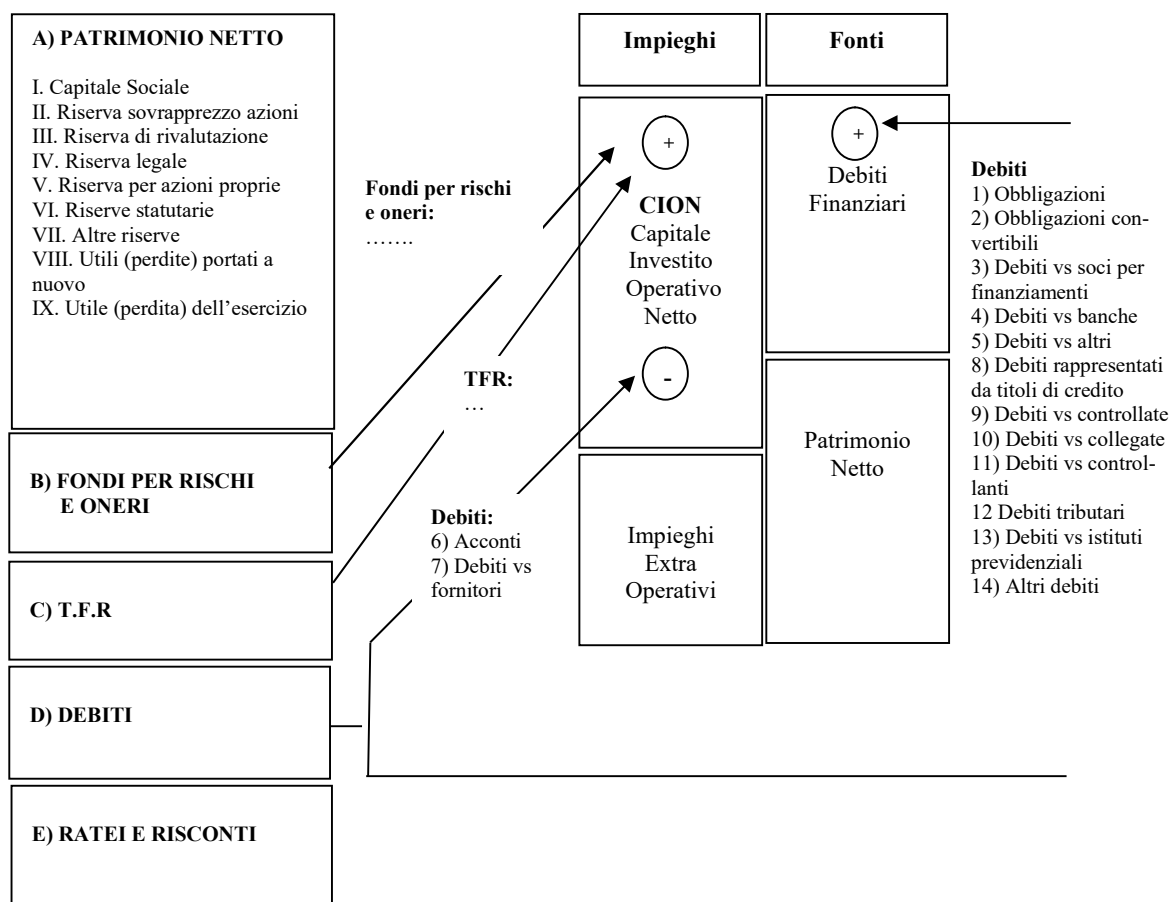 A) PATRIMONIO NETTO
I. Capitale Sociale
II. Riserva sovrapprezzo azioni
III. Riserva di rivalutazione
IV. Riserva legale
V. Riserva per azioni proprie
VI. Riserve statutarie
VII. Altre riserve
VIII. Utili (perdite) portati a
nuovo
IX. Utile (perdita) dell’esercizio
B) FONDI PER RISCHI
E ONERI
C) T.F.R
D) DEBITI
E) RATEI E RISCONTI
Fondi per rischi
e oneri:
…….
TFR:
…
Debiti:
6) Acconti
7) Debiti vs
fornitori
Impieghi
+
CION
Capitale
Investito
Operativo
Netto
-
Impieghi
Extra
Operativi
Fonti
+
Debiti
Finanziari
Patrimonio
Netto
Debiti
1) Obbligazioni
2) Obbligazioni con-
vertibili
3) Debiti vs soci per
finanziamenti
4) Debiti vs banche
5) Debiti vs altri
8) Debiti rappresentati
da titoli di credito
9) Debiti vs controllate
10) Debiti vs collegate
11) Debiti vs control-
lanti
12 Debiti tributari
13) Debiti vs istituti
previdenziali
14) Altri debiti